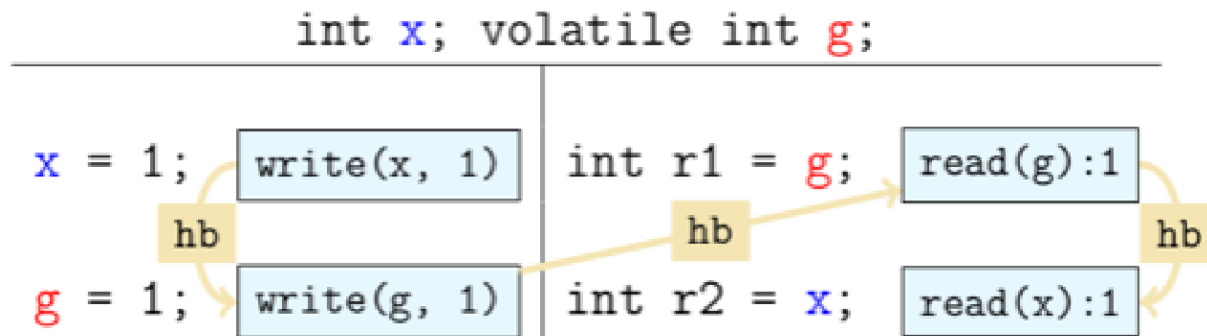 int x; volatile int g;
x = 1; write(x, 1) int r1 = g; read(g):1
hb hb hb
g = 1; write(g, 1) int r2 = x; read(x):1